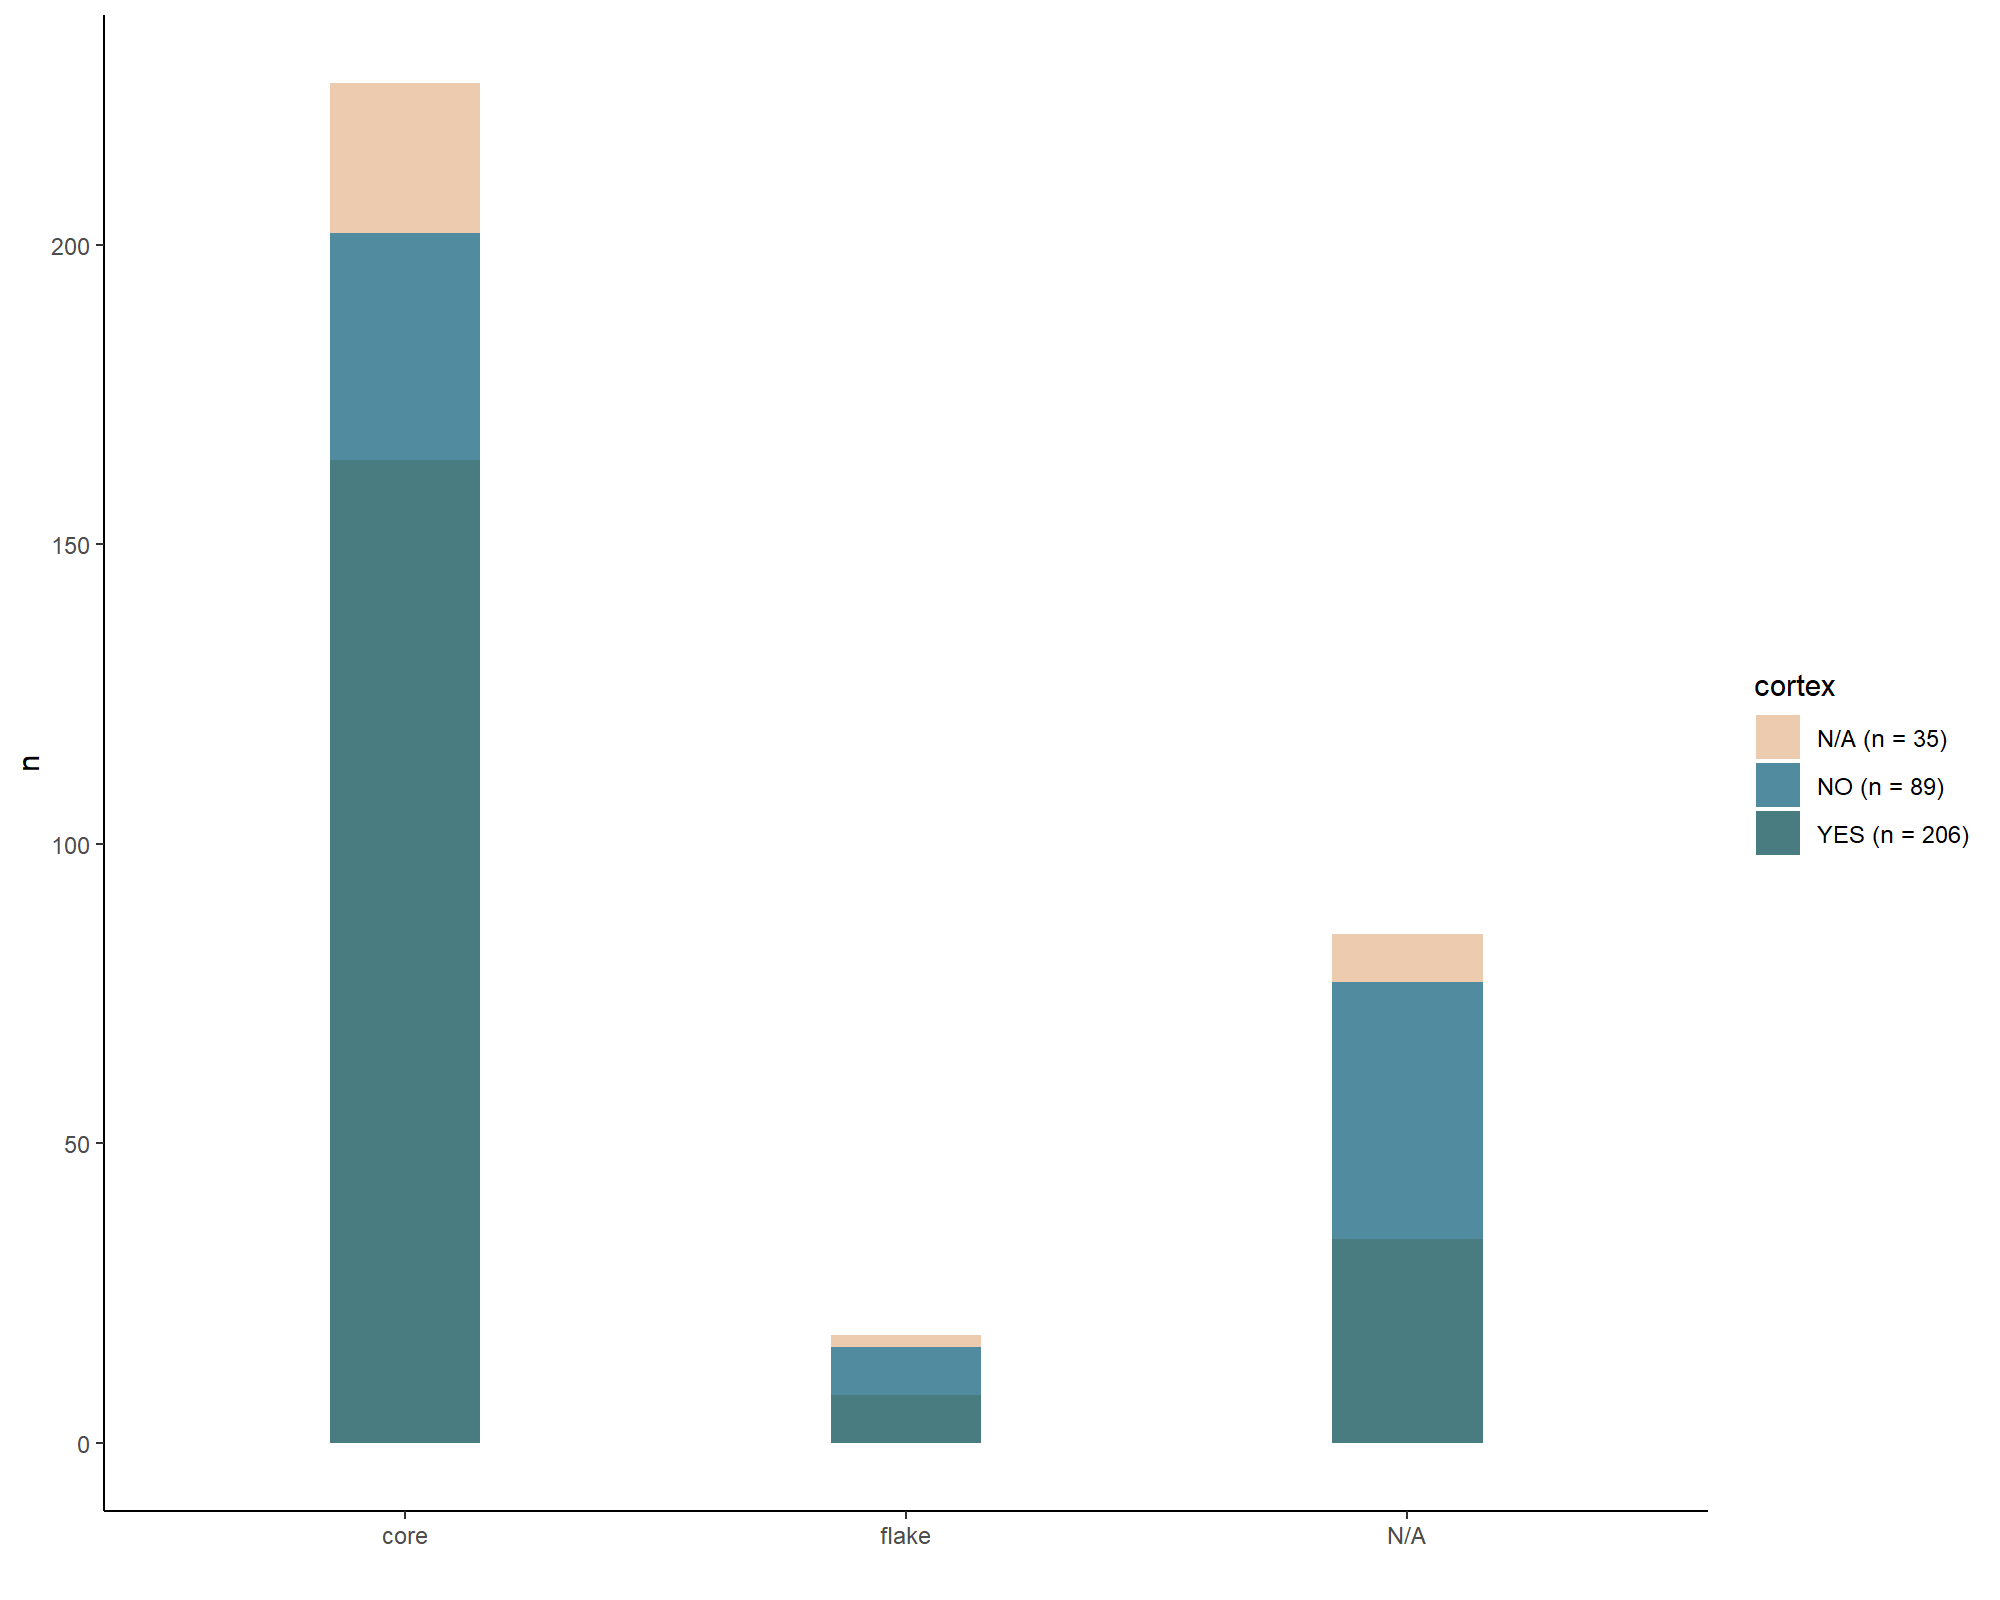 200
150
100
50
0
n
core flake N/A
cortex
N/A (n = 35)
NO (n = 89)
YES (n = 206)